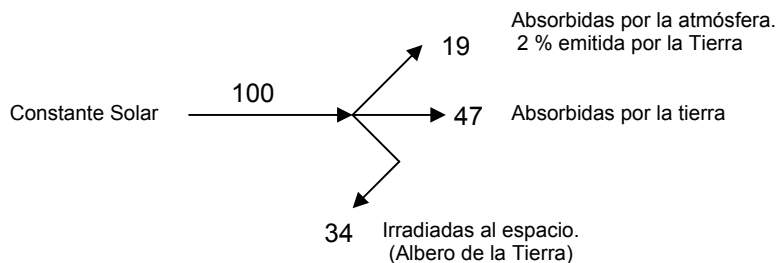 Absorbidas por la atmósfera.
2 % emitida por la Tierra
19
100
Constante Solar
47
Absorbidas por la tierra
34
Irradiadas al espacio.
(Albero de la Tierra)